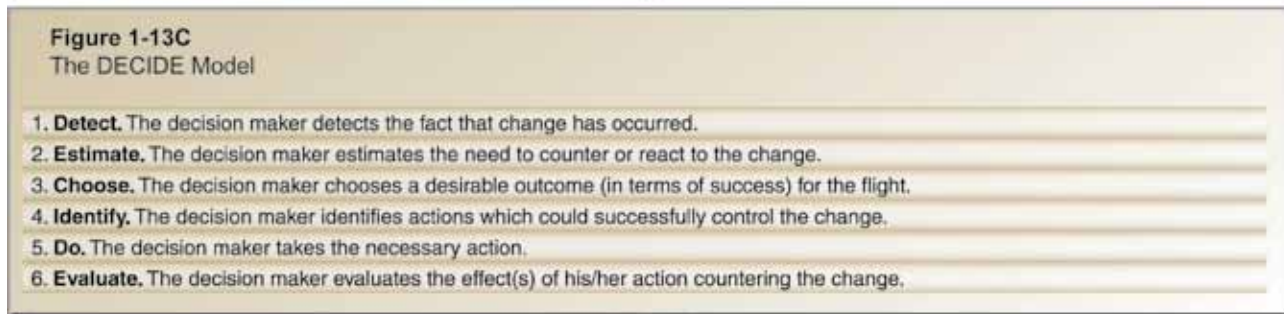 Figure 1-13C
The DECIDE Model
1. Detect. The decision maker detects the fact that change has occurred.
2. Estimate. The decision maker estimates the need to counter or react to the change.
3. Choose. The decision maker chooses a desirable outcome (in terms of success) for the flight.
4. Identify. The decision maker identifies actions which could successfully control the change.
5. Do. The decision maker takes the necessary action.
6. Evaluate. The decision maker evaluates the effect(s) of his/her action countering the change.